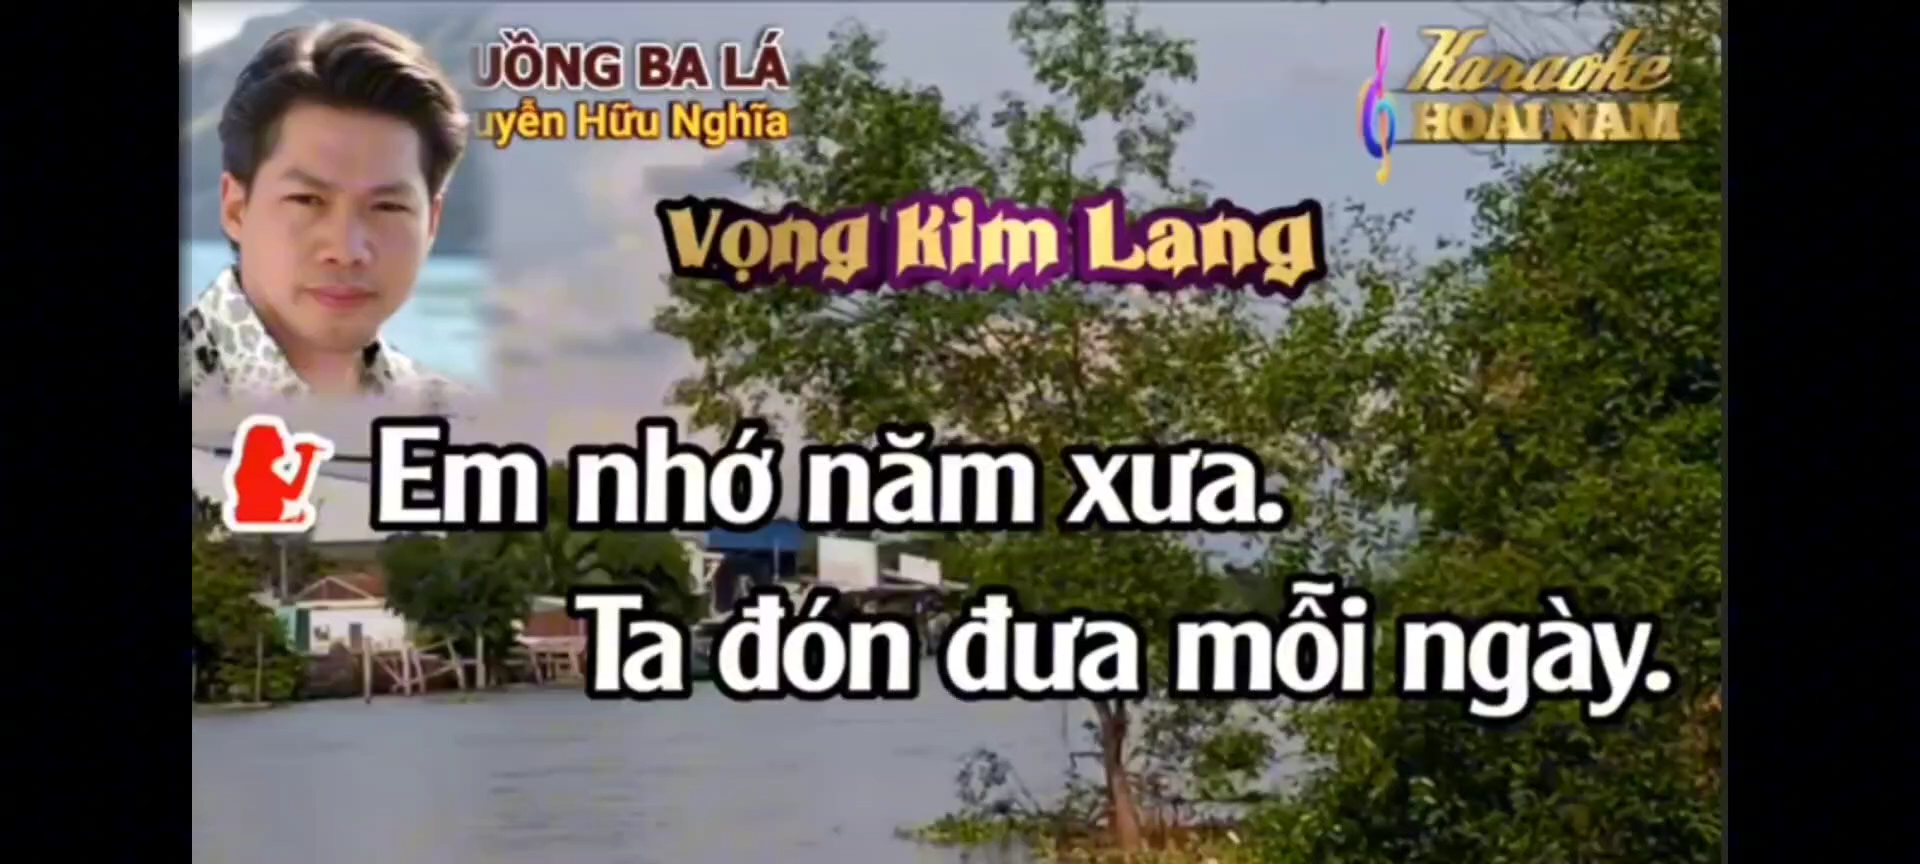 UỒNG BA LÁ
uyễn Hữu Nghĩa
Karaoke
HOÀI NAM
Vọng Kim Lang
Em nhớ năm xưa.
Ta đón đưa mỗi ngày.